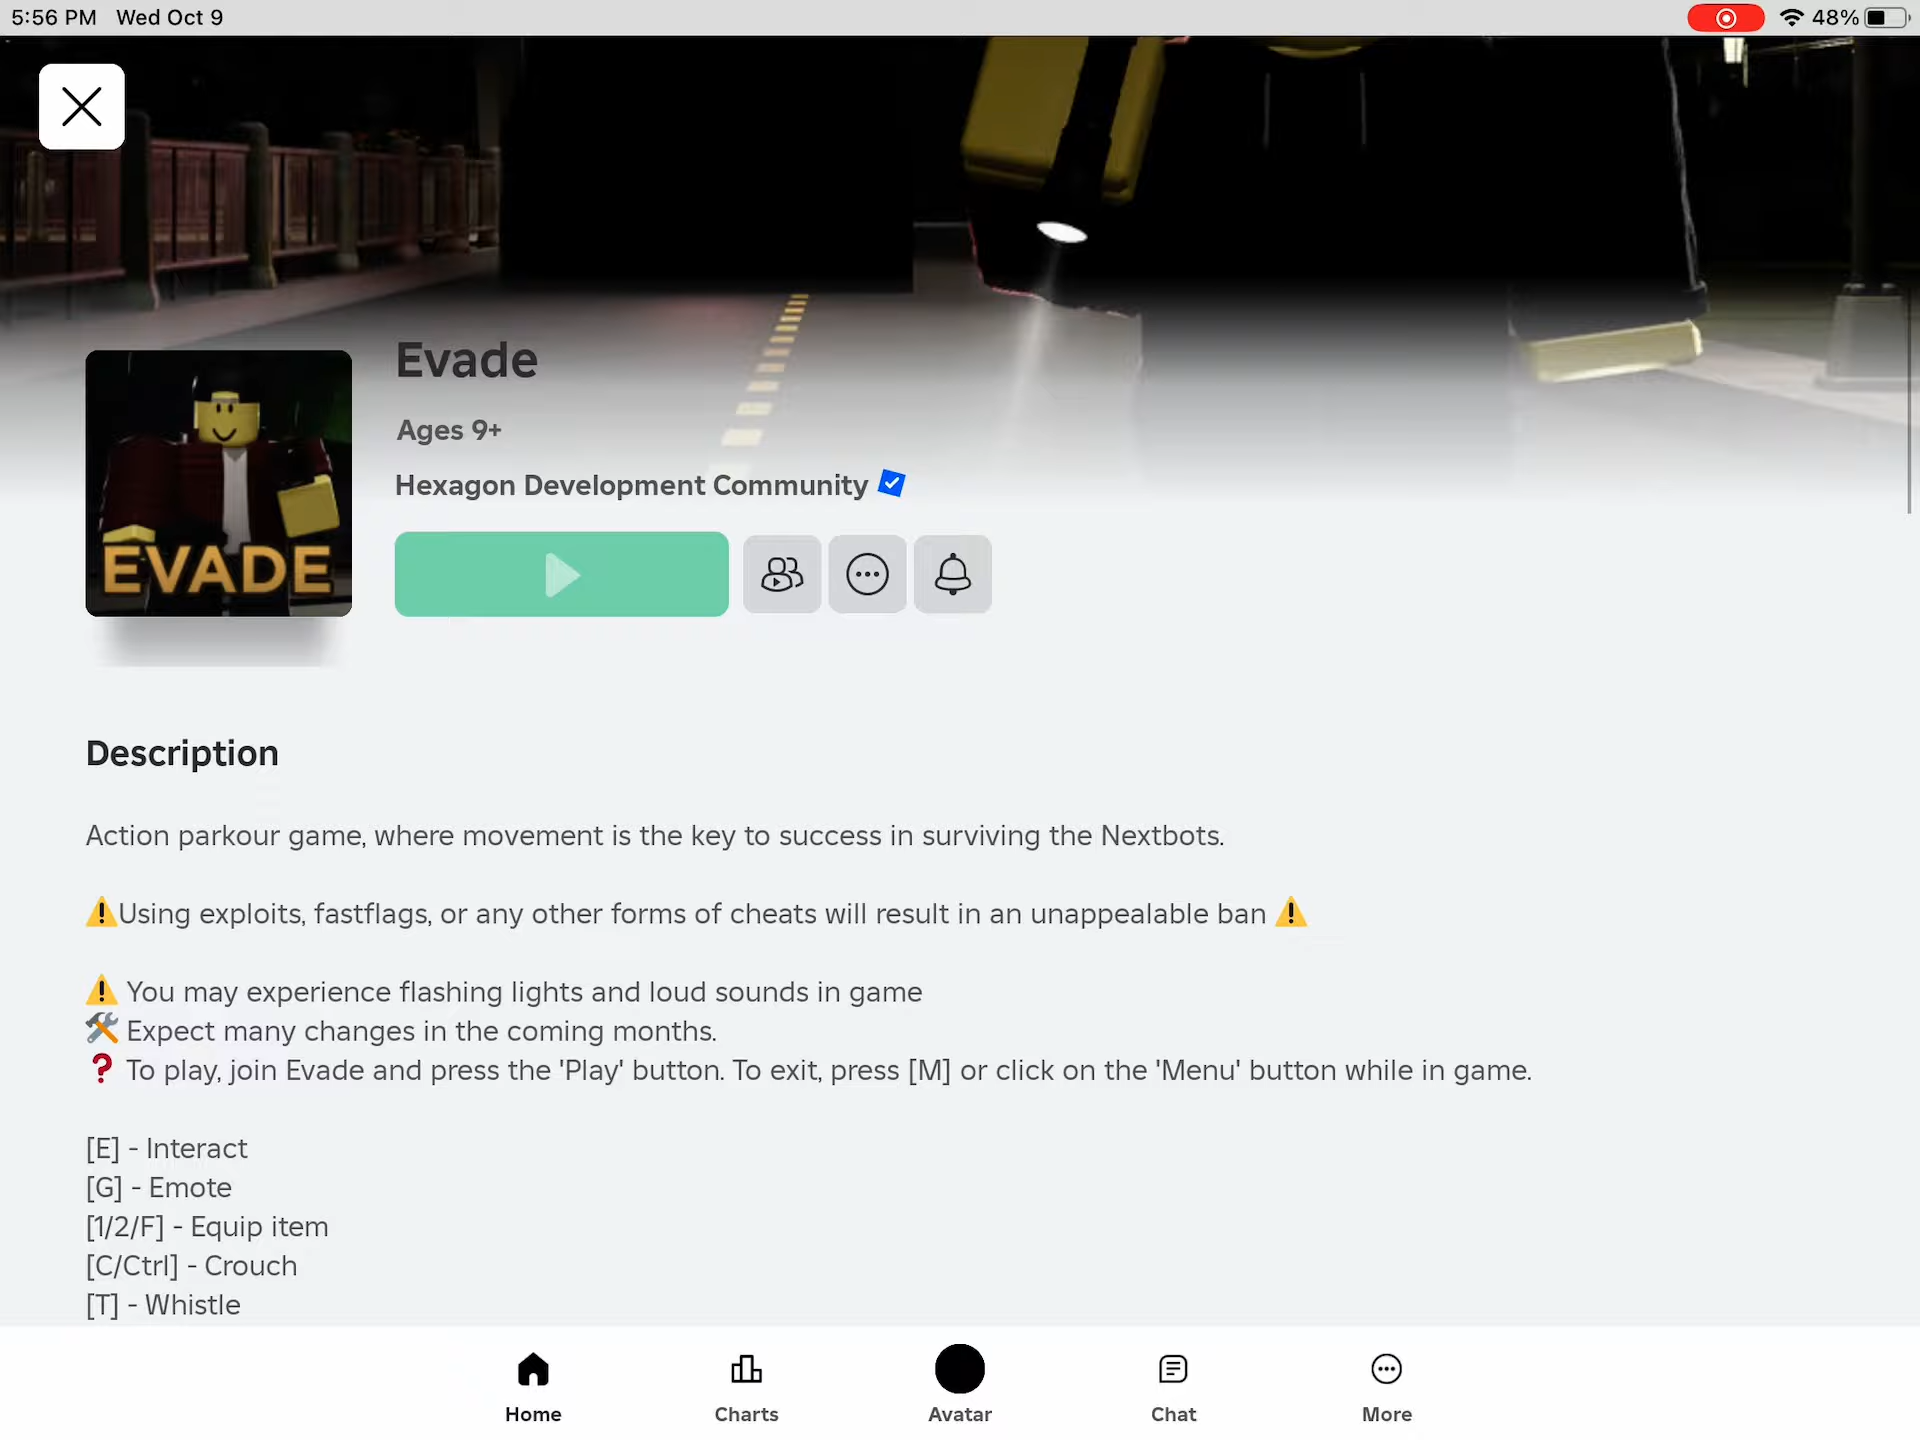 5:56 PM Wed Oct 9
48%
Evade
Ages 9+
Hexagon Development Community
EVADE
Description
Action parkour game, where movement is the key to success in surviving the Nextbots.
⚠️Using exploits, fastflags, or any other forms of cheats will result in an unappealable ban ⚠️
⚠️ You may experience flashing lights and loud sounds in game
🛠️ Expect many changes in the coming months.
❓ To play, join Evade and press the 'Play' button. To exit, press [M] or click on the 'Menu' button while in game.
[E] - Interact
[G] - Emote
[1/2/F] - Equip item
[C/Ctrl] - Crouch
[T] - Whistle
Home
Charts
Avatar
Chat
More